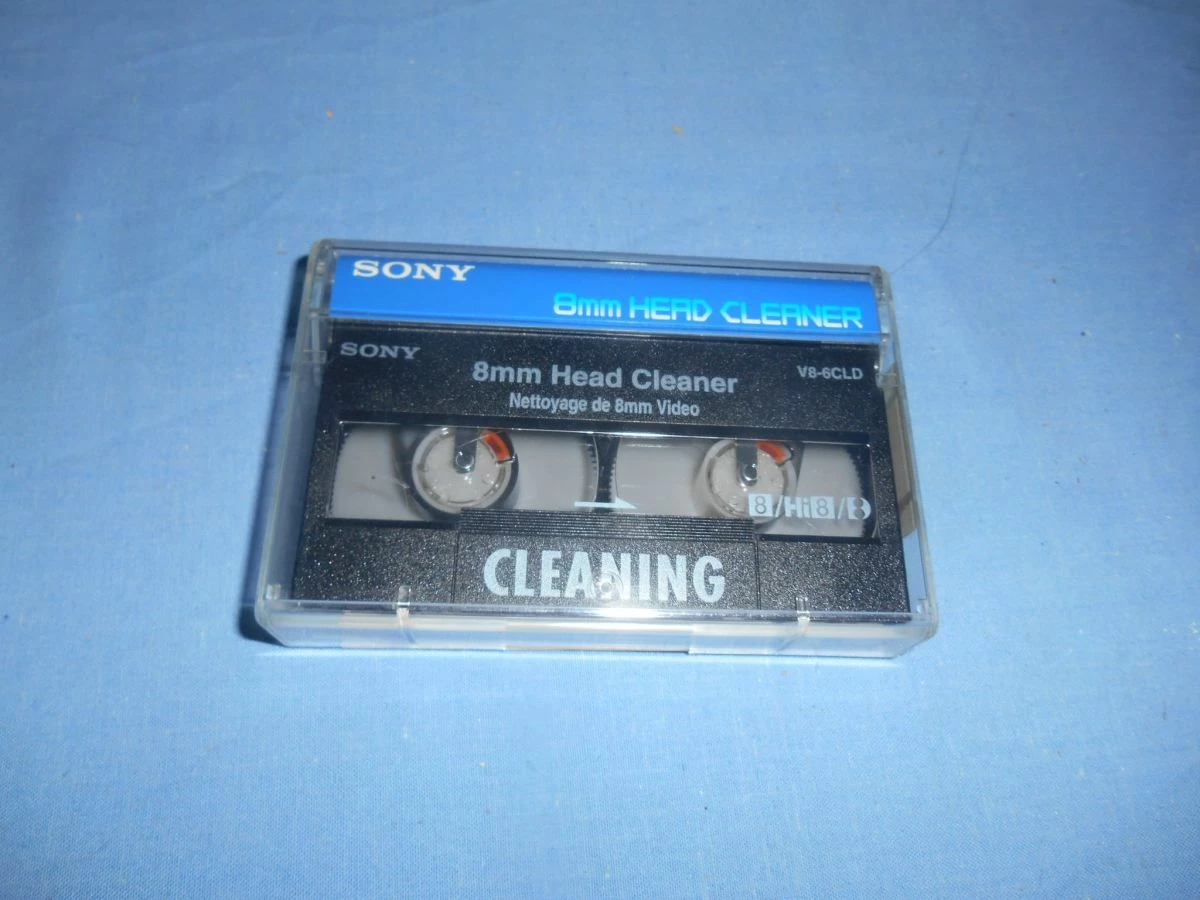 SONY
8mm HEAD CLEANER
SONY
8mm Head Cleaner
V8-6CLD
Nettoyage de 8mm Video
8/Hi8/
CLEANING